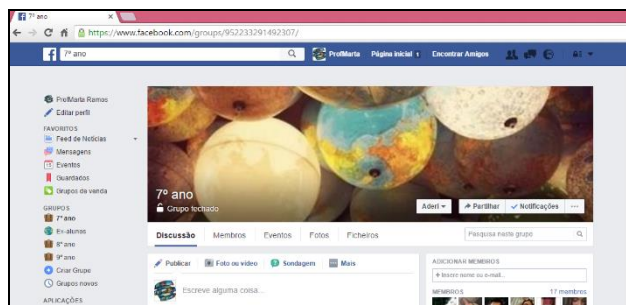 7º ano
https://www.facebook.com/groups/952233291492307/
7º ano
ProfMarta Página inicial 1 Encontrar Amigos
ProfMarta Ramos
Editar perfil
FAVORITOS
Feed de Notícias
Mensagens
Eventos
Guardados
Grupos de venda
GRUPOS
7º ano
Ex-alunos
8º ano
9º ano
Criar Grupo
Grupos novos
APLICAÇÕES
7º ano
Grupo fechado
Aderi Partilhar Notificações
Discussão Membros Eventos Fotos Ficheiros
Pesquisa neste grupo
Publicar Foto ou vídeo Sondagem Mais
Escreve alguma coisa...
ADICIONAR MEMBROS
+ Insere nome ou e-mail...
MEMBROS 17 membros